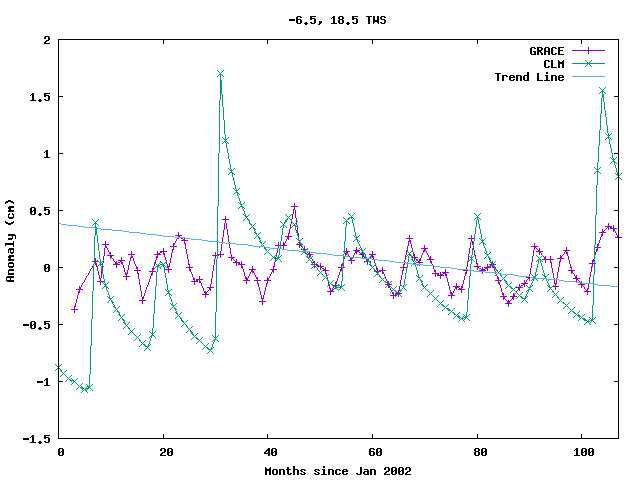 -6.5, 18.5 TWS
GRACE
CLM
Trend Line
2
1.5
1
0.5
0
-0.5
-1
-1.5
Anomaly (cm)
0 20 40 60 80 100
Months since Jan 2002